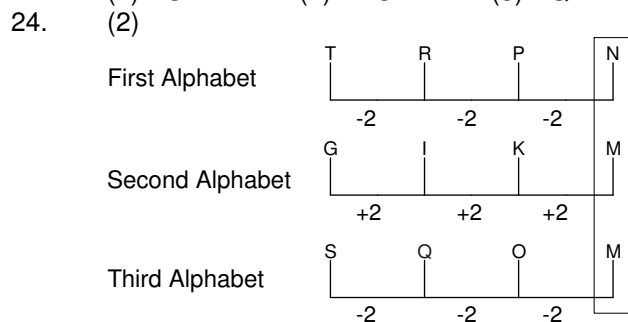 24. (2)
T R P N
First Alphabet
-2 -2 -2
G I K M
Second Alphabet
+2 +2 +2
S Q O M
Third Alphabet
-2 -2 -2